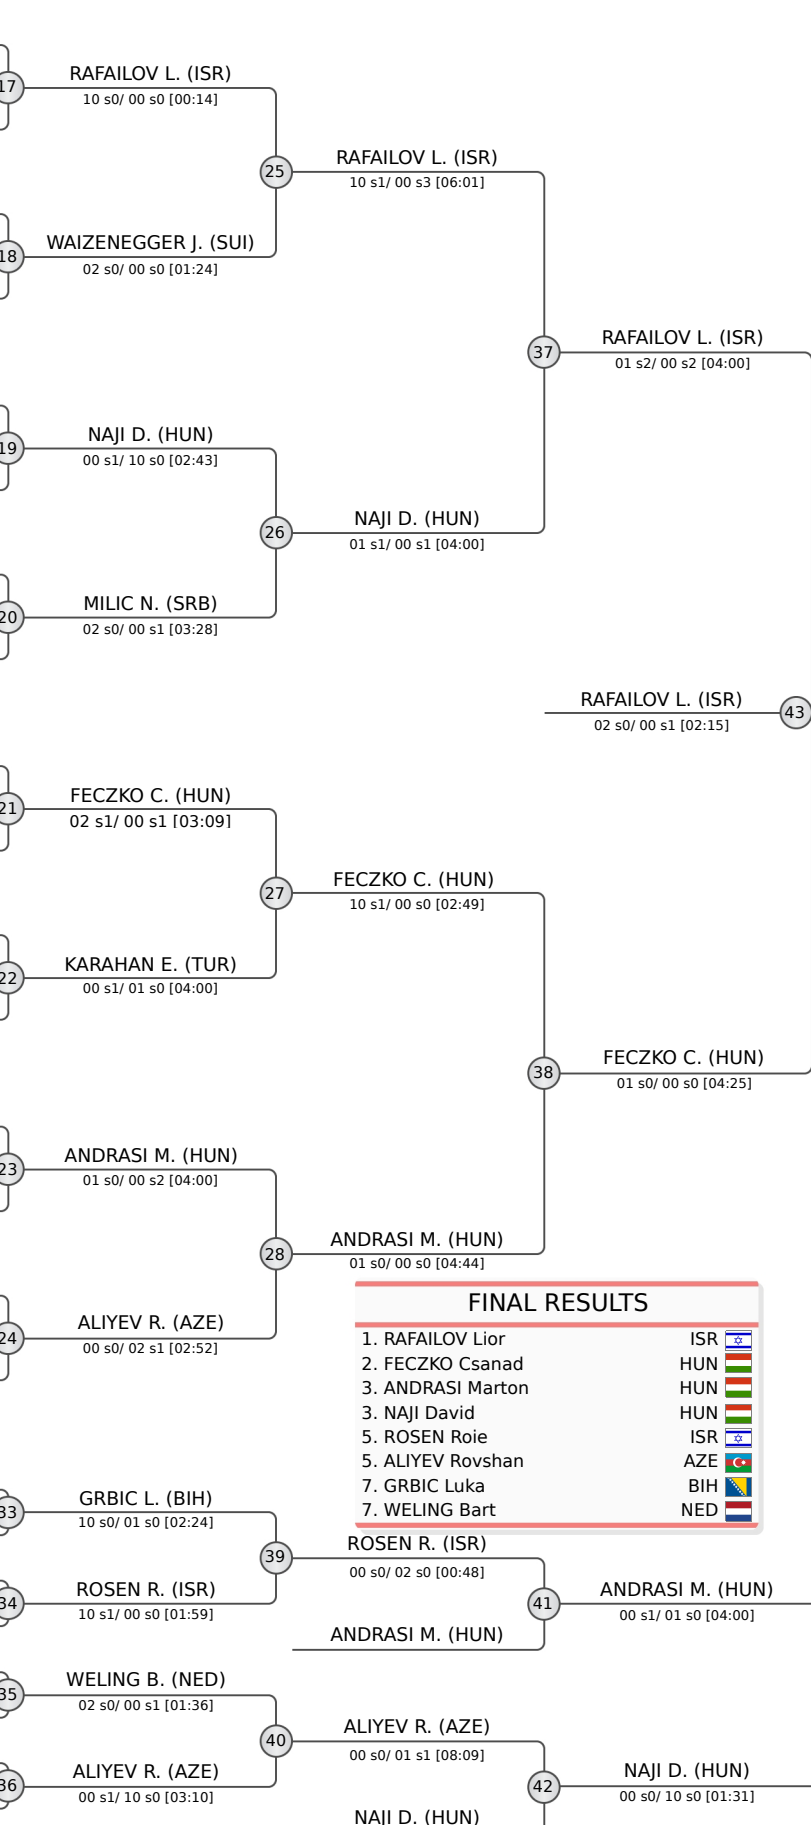 RAFAILOV L. (ISR)
17
10 s0/ 00 s0 [00:14]
RAFAILOV L. (ISR)
25
10 s1/ 00 s3 [06:01]
WAIZENEGGER J. (SUI)
18
02 s0/ 00 s0 [01:24]
RAFAILOV L. (ISR)
37
01 s2/ 00 s2 [04:00]
NAJI D. (HUN)
19
00 s1/ 10 s0 [02:43]
NAJI D. (HUN)
26
01 s1/ 00 s1 [04:00]
MILIC N. (SRB)
20
02 s0/ 00 s1 [03:28]
RAFAILOV L. (ISR)
43
02 s0/ 00 s1 [02:15]
FECZKO C. (HUN)
21
02 s1/ 00 s1 [03:09]
FECZKO C. (HUN)
27
10 s1/ 00 s0 [02:49]
KARAHAN E. (TUR)
22
00 s1/ 01 s0 [04:00]
FECZKO C. (HUN)
38
01 s0/ 00 s0 [04:25]
ANDRASI M. (HUN)
23
01 s0/ 00 s2 [04:00]
ANDRASI M. (HUN)
28
01 s0/ 00 s0 [04:44]
ALIYEV R. (AZE)
24
00 s0/ 02 s1 [02:52]
FINAL RESULTS
1. RAFAILOV Lior ISR
2. FECZKO Csanad HUN
3. ANDRASI Marton HUN
3. NAJI David HUN
5. ROSEN Roie ISR
5. ALIYEV Rovshan AZE
7. GRBIC Luka BIH
7. WELING Bart NED
GRBIC L. (BIH)
33
10 s0/ 01 s0 [02:24]
ROSEN R. (ISR)
39
00 s0/ 02 s0 [00:48]
ROSEN R. (ISR)
34
10 s1/ 00 s0 [01:59]
ANDRASI M. (HUN)
41
00 s1/ 01 s0 [04:00]
ANDRASI M. (HUN)
WELING B. (NED)
35
02 s0/ 00 s1 [01:36]
ALIYEV R. (AZE)
40
00 s0/ 01 s1 [08:09]
ALIYEV R. (AZE)
36
00 s1/ 10 s0 [03:10]
NAJI D. (HUN)
42
00 s0/ 10 s0 [01:31]
NAJI D. (HUN)